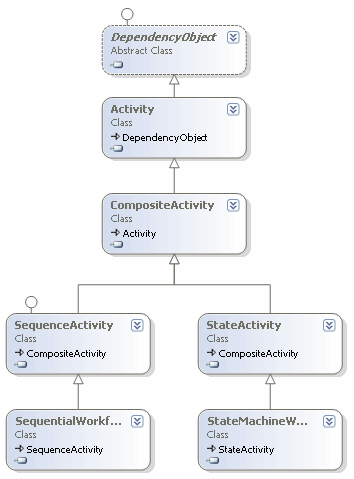 DependencyObject
Abstract Class
Activity
Class
DependencyObject
CompositeActivity
Class
Activity
SequenceActivity
Class
CompositeActivity
StateActivity
Class
CompositeActivity
SequentialWorkf...
Class
SequenceActivity
StateMachineW...
Class
StateActivity